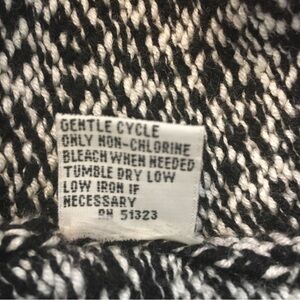 GENTLE CYCLE
ONLY NON-CHLORINE
BLEACH WHEN NEEDED
TUMBLE DRY LOW
LOW IRON IF
NECESSARY
RN 51323